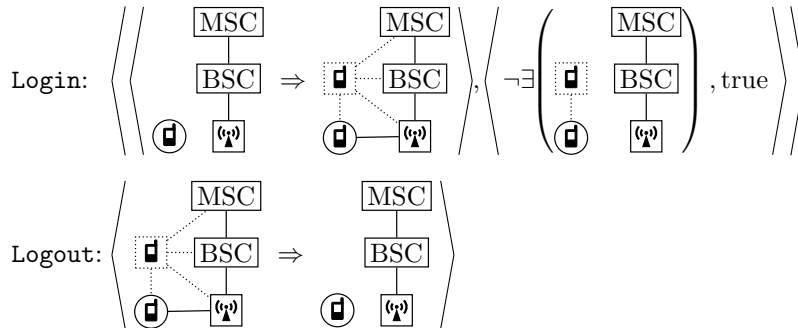 MSC MSC MSC
Login: ⟨⟨ BSC ⇒ BSC ⟩, ⟨ ¬∃( BSC ) , true ⟩⟩
MSC MSC
Logout: ⟨ BSC ⇒ BSC ⟩